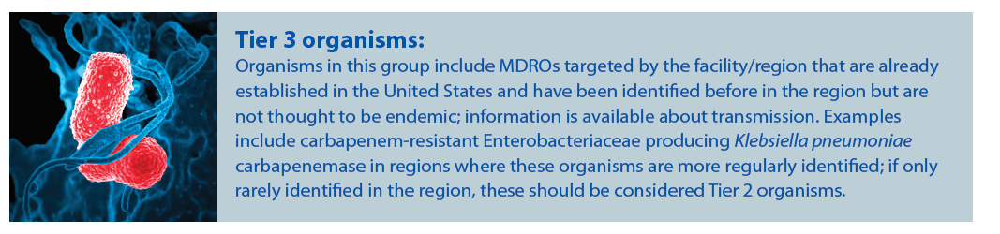 Tier 3 organisms:
Organisms in this group include MDROs targeted by the facility/region that are already
established in the United States and have been identified before in the region but are
not thought to be endemic; information is available about transmission. Examples
include carbapenem-resistant Enterobacteriaceae producing Klebsiella pneumoniae
carbapenemase in regions where these organisms are more regularly identified; if only
rarely identified in the region, these should be considered Tier 2 organisms.